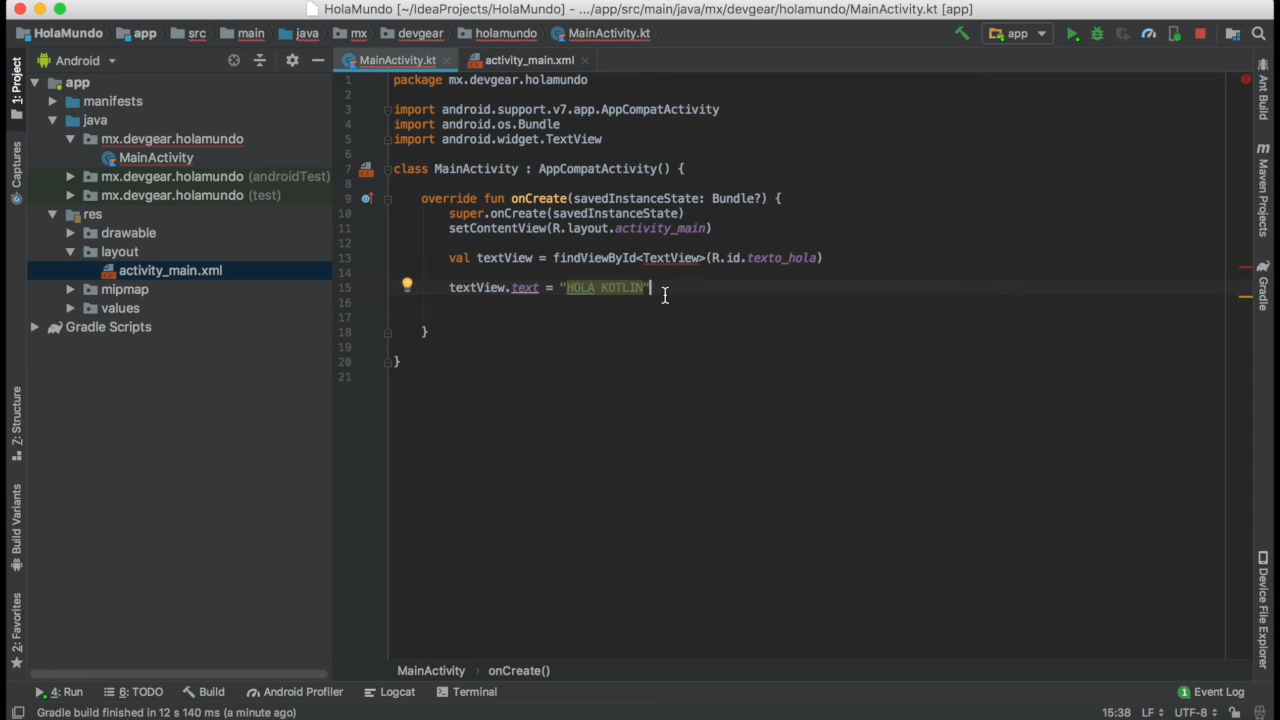 HolaMundo [~/IdeaProjects/HolaMundo] - .../app/src/main/java/mx/devgear/holamundo/MainActivity.kt [app]
HolaMundo app src main java mx devgear holamundo MainActivity.kt app
1: Project
Captures
7: Structure
Build Variants
2: Favorites
Android
app
manifests
java
mx.devgear.holamundo
MainActivity
mx.devgear.holamundo (androidTest)
mx.devgear.holamundo (test)
res
drawable
layout
activity_main.xml
mipmap
values
Gradle Scripts
MainActivity.kt activity_main.xml
1 package mx.devgear.holamundo
2
3 import android.support.v7.app.AppCompatActivity
4 import android.os.Bundle
5 import android.widget.TextView
6
7 class MainActivity : AppCompatActivity() {
8
9 override fun onCreate(savedInstanceState: Bundle?) {
10 super.onCreate(savedInstanceState)
11 setContentView(R.layout.activity_main)
12
13 val textView = findViewById<TextView>(R.id.texto_hola)
14
15 textView.text = "HOLA KOTLIN"
16
17
18 }
19
20 }
21
Ant Build
Maven Projects
Gradle
Device File Explorer
MainActivity onCreate()
4: Run 6: TODO Build Android Profiler Logcat Terminal 1 Event Log
Gradle build finished in 12 s 140 ms (a minute ago) 15:38 LF UTF-8